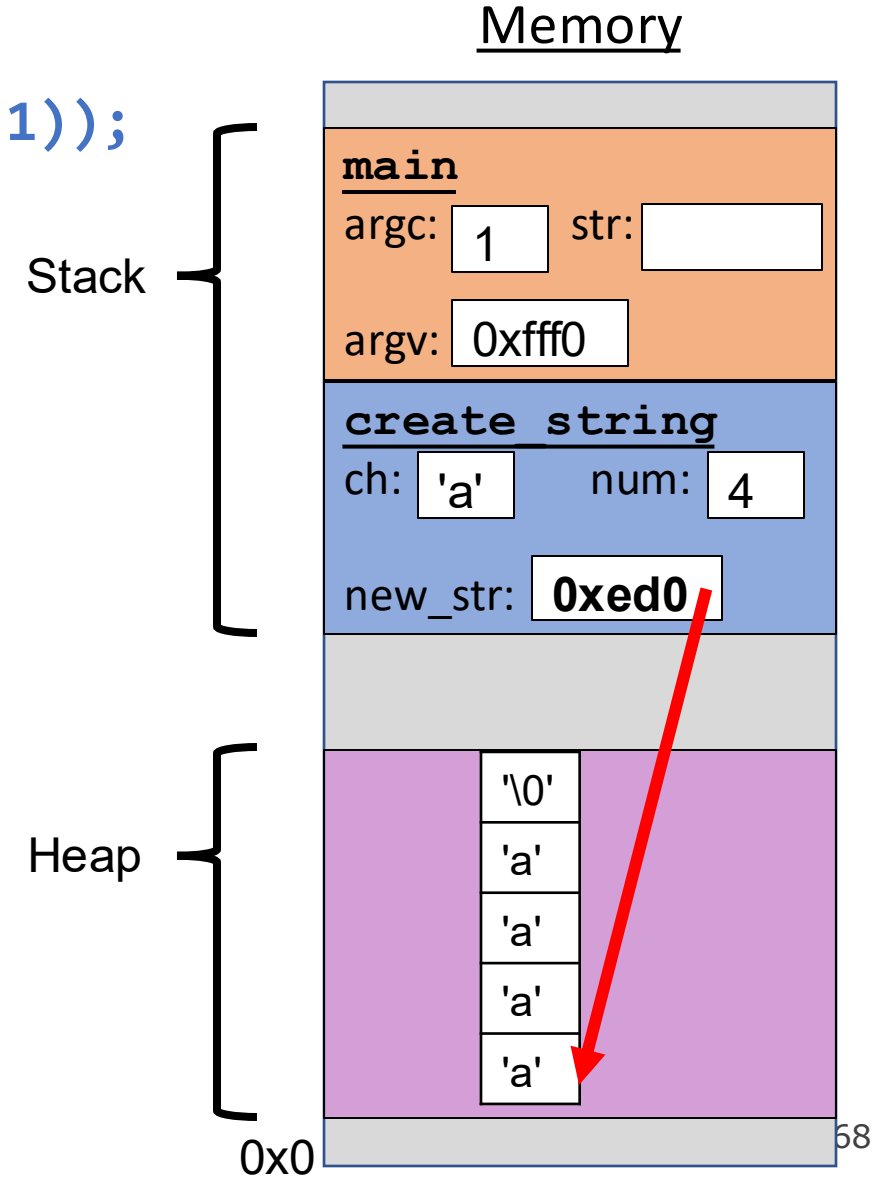 Memory
1));
main
argc: 1 str:
Stack
argv: 0xfff0
create_string
ch: 'a' num: 4
new_str: 0xed0
'\0'
Heap
'a'
'a'
'a'
'a'
0x0
68